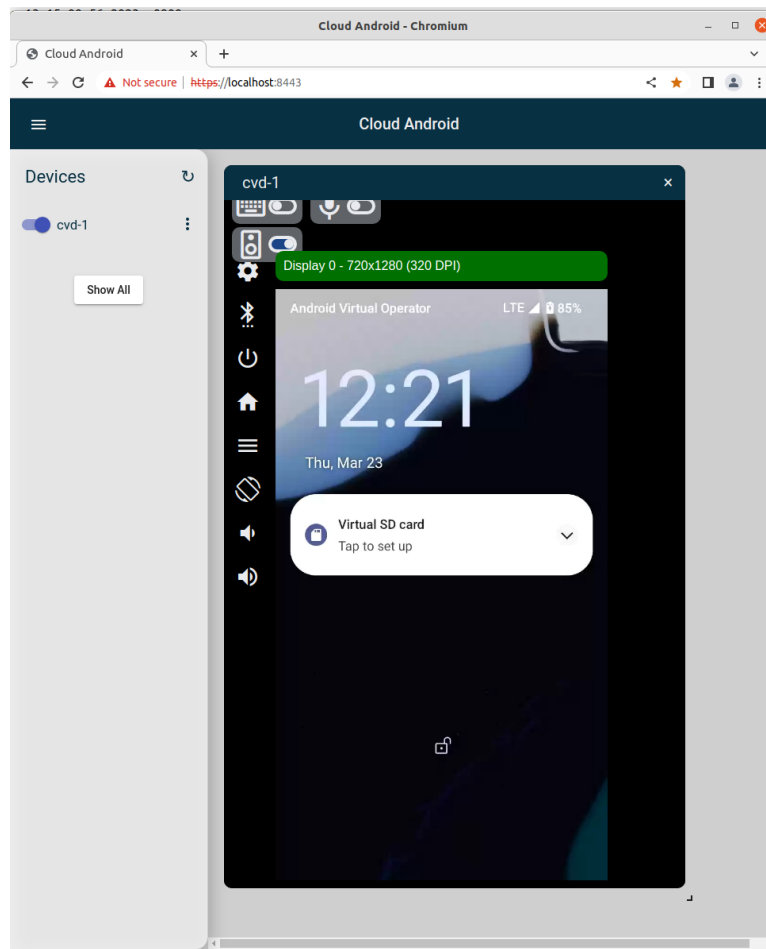 Cloud Android - Chromium
Cloud Android
Not secure | https://localhost:8443
Cloud Android
Devices
cvd-1
Show All
cvd-1
Display 0 - 720x1280 (320 DPI)
Android Virtual Operator LTE 85%
12:21
Thu, Mar 23
Virtual SD card
Tap to set up